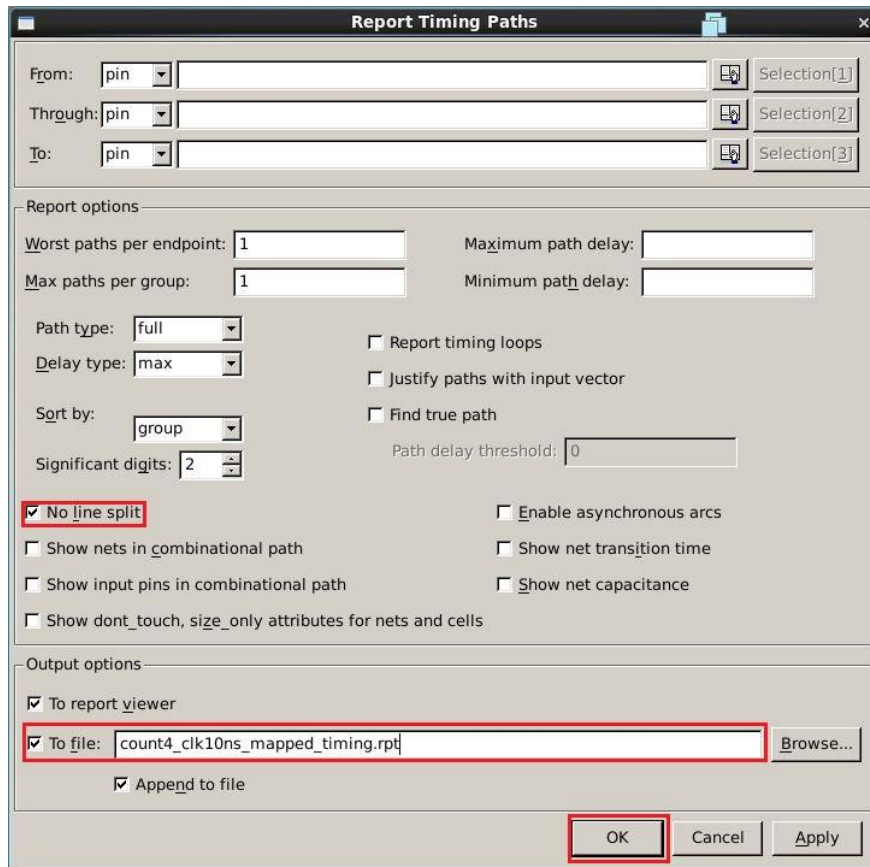 Report Timing Paths
From: pin Selection[1]
Through: pin Selection[2]
To: pin Selection[3]
Report options
Worst paths per endpoint: 1 Maximum path delay:
Max paths per group: 1 Minimum path delay:
Path type: full
Report timing loops
Delay type: max
Justify paths with input vector
Sort by: group
Find true path
Path delay threshold: 0
Significant digits: 2
No line split Enable asynchronous arcs
Show nets in combinational path Show net transition time
Show input pins in combinational path Show net capacitance
Show dont_touch, size_only attributes for nets and cells
Output options
To report viewer
To file: count4_clk10ns_mapped_timing.rpt Browse...
Append to file
OK Cancel Apply